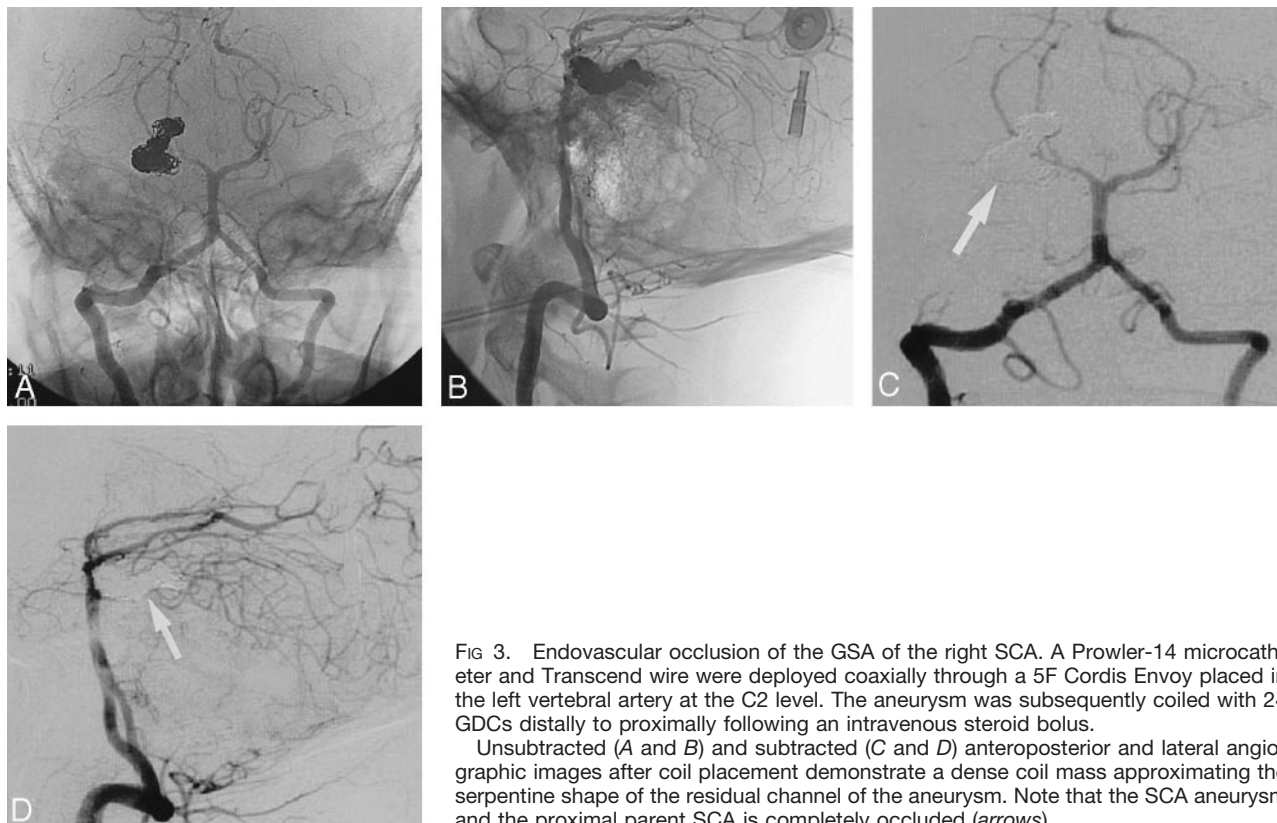 A
B
C
D
FIG 3. Endovascular occlusion of the GSA of the right SCA. A Prowler-14 microcath-
eter and Transcend wire were deployed coaxially through a 5F Cordis Envoy placed
the left vertebral artery at the C2 level. The aneurysm was subsequently coiled with
GDCs distally to proximally following an intravenous steroid bolus.
Unsubtracted (A and B) and subtracted (C and D) anteroposterior and lateral angio-
graphic images after coil placement demonstrate a dense coil mass approximating
serpentine shape of the residual channel of the aneurysm. Note that the SCA
and the proximal parent SCA is completely occluded (arrows).